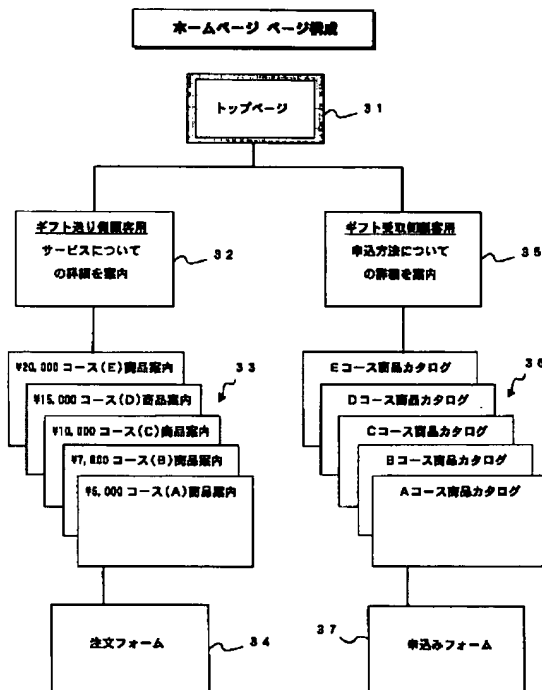 ホームページ ページ構成
トップページ
31
ギフト送り側顧客用
サービスについて
の詳細を案内
32
ギフト受取側顧客用
申込方法について
の詳細を案内
35
¥20,000 コース(E)商品案内
¥15,000 コース(D)商品案内
¥10,000 コース(C)商品案内
コース(B)商品案内
コース(A)商品案内
33
Eコース商品カタログ
Dコース商品カタログ
Cコース商品カタログ
Bコース商品カタログ
Aコース商品カタログ
36
注文フォーム
34
申込みフォーム
37